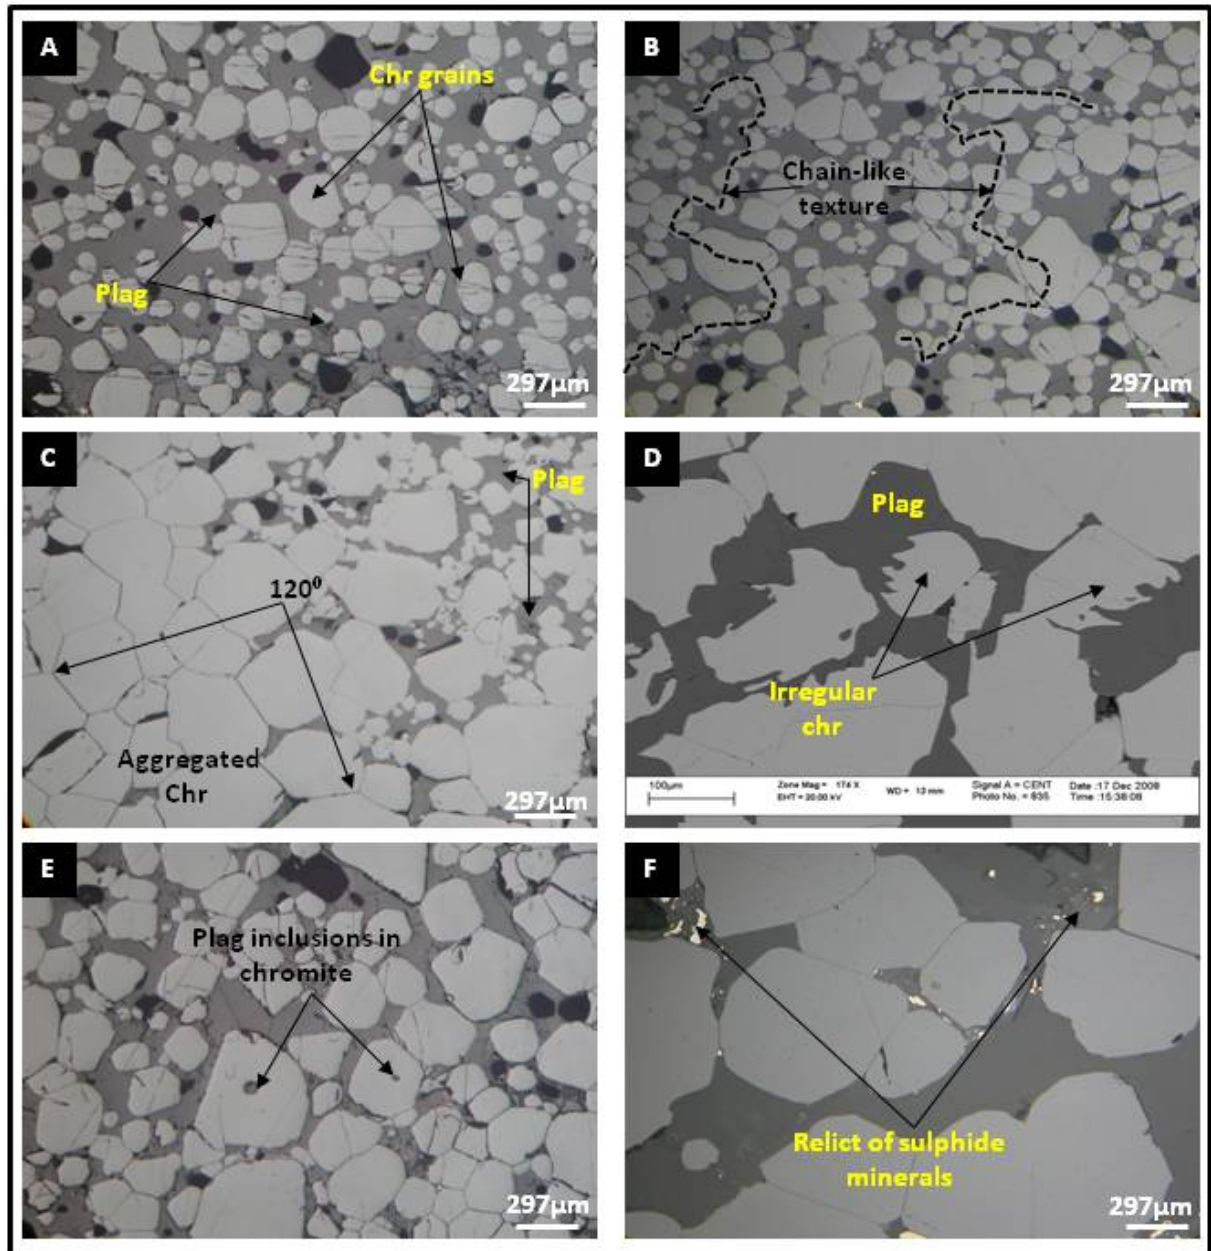 A
Chr grains
Plag
297µm
B
Chain-like
texture
297µm
C
Plag
120⁰
Aggregated
Chr
297µm
D
Plag
Irregular
chr
100µm
Zone Mag = 174 X
EHT = 20.00 kV
WD = 13 mm
Signal A = CENT
Photo No. = 835
Date :17 Dec 2008
Time :15:38:08
E
Plag inclusions in
chromite
297µm
F
Relict of sulphide
minerals
297µm